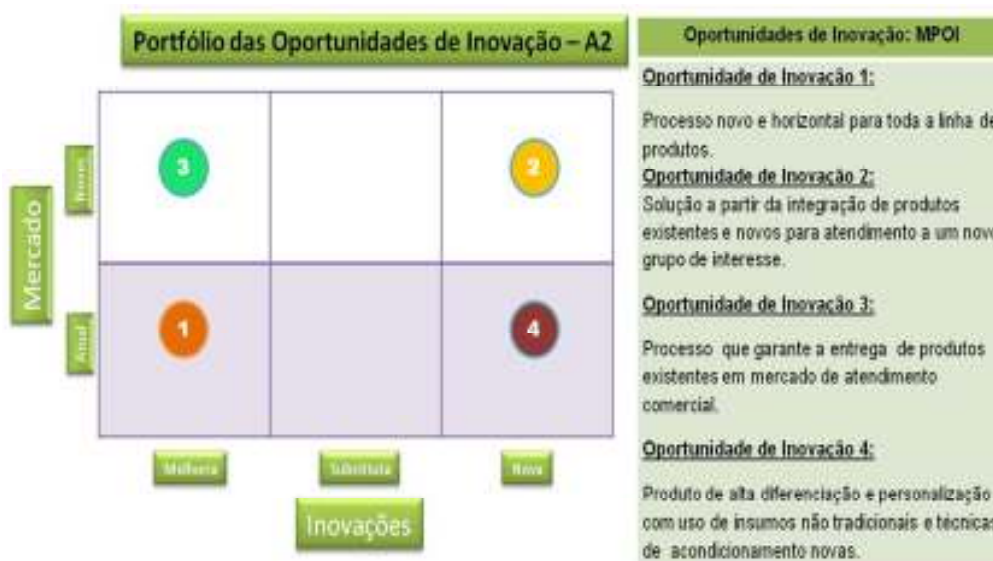 Portfólio das Oportunidades de Inovação – A2
Mercado
Novos
Atual
3
2
1
4
Melhoria
Substituta
Nova
Inovações
Oportunidades de Inovação: MPOI
Oportunidade de Inovação 1:
Processo novo e horizontal para toda a linha de
produtos.
Oportunidade de Inovação 2:
Solução a partir da integração de produtos
existentes e novos para atendimento a um novo
grupo de interesse.
Oportunidade de Inovação 3:
Processo que garante a entrega de produtos
existentes em mercado de atendimento
comercial.
Oportunidade de Inovação 4:
Produto de alta diferenciação e personalização
com uso de insumos não tradicionais e técnicas
de acondicionamento novas.